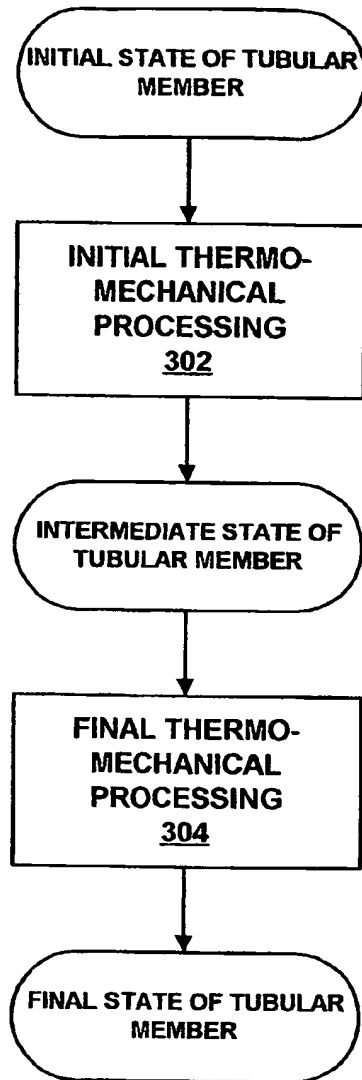 INITIAL STATE OF TUBULAR
MEMBER
INITIAL THERMO-
MECHANICAL
PROCESSING
302
INTERMEDIATE STATE OF
TUBULAR MEMBER
FINAL THERMO-
MECHANICAL
PROCESSING
304
FINAL STATE OF TUBULAR
MEMBER